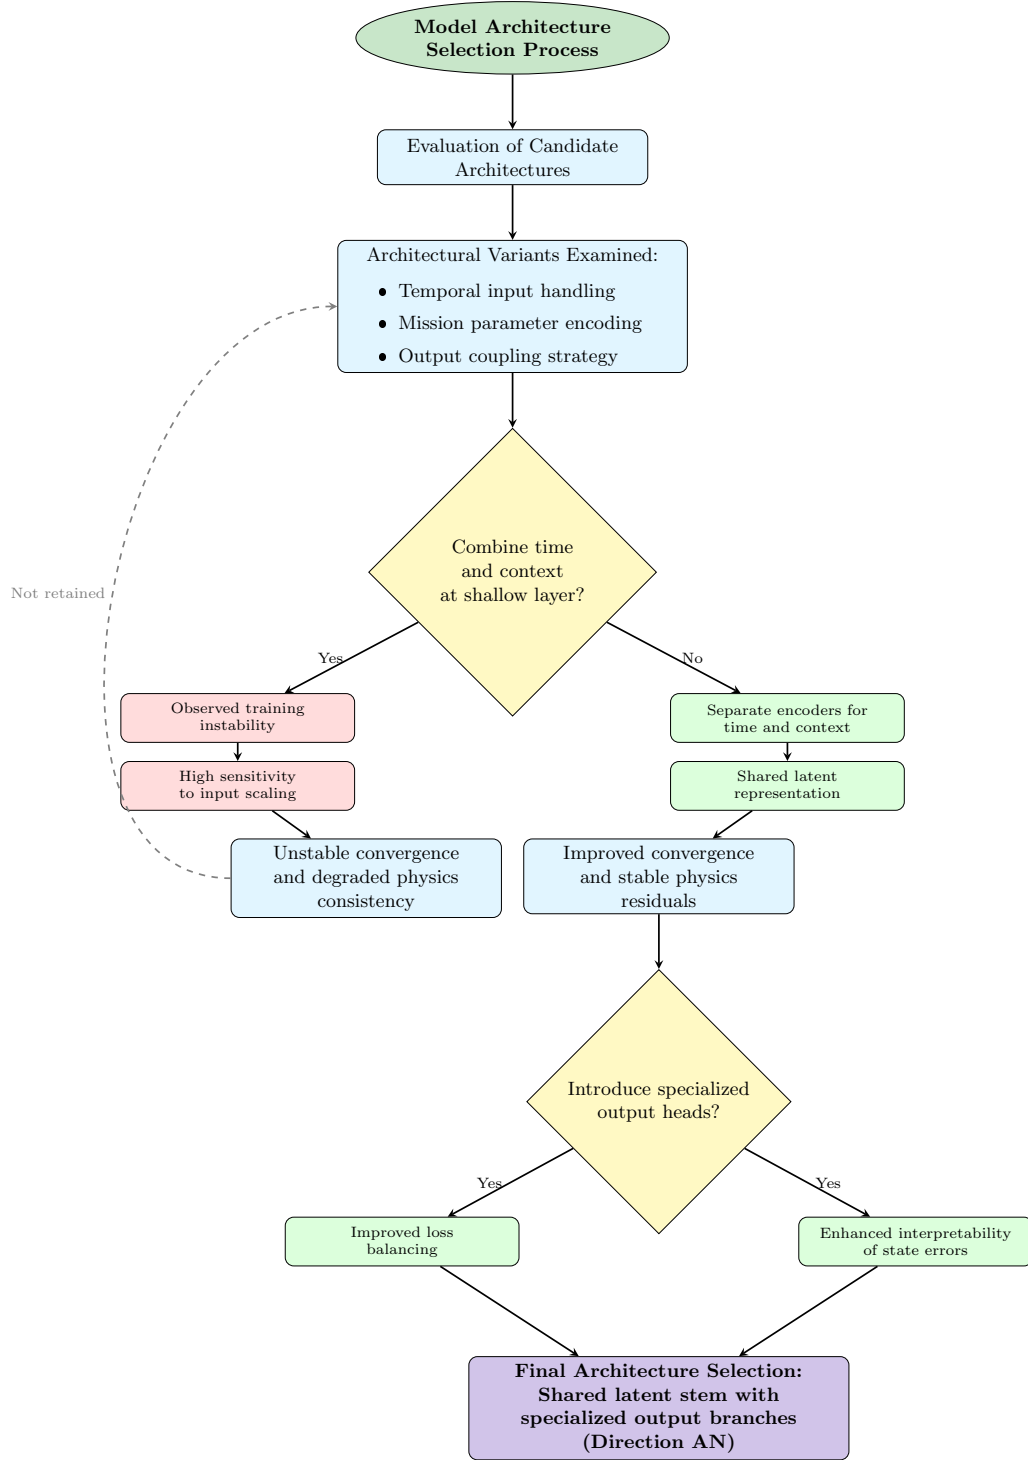 Model Architecture
Selection Process
Evaluation of Candidate
Architectures
Architectural Variants Examined:
• Temporal input handling
• Mission parameter encoding
• Output coupling strategy
Combine time
and context
at shallow layer?
Not retained
Yes
No
Observed training
instability
Separate encoders for
time and context
High sensitivity
to input scaling
Shared latent
representation
Unstable convergence
and degraded physics
consistency
Improved convergence
and stable physics
residuals
Introduce specialized
output heads?
Yes
Yes
Improved loss
balancing
Enhanced interpretability
of state errors
Final Architecture Selection:
Shared latent stem with
specialized output branches
(Direction AN)